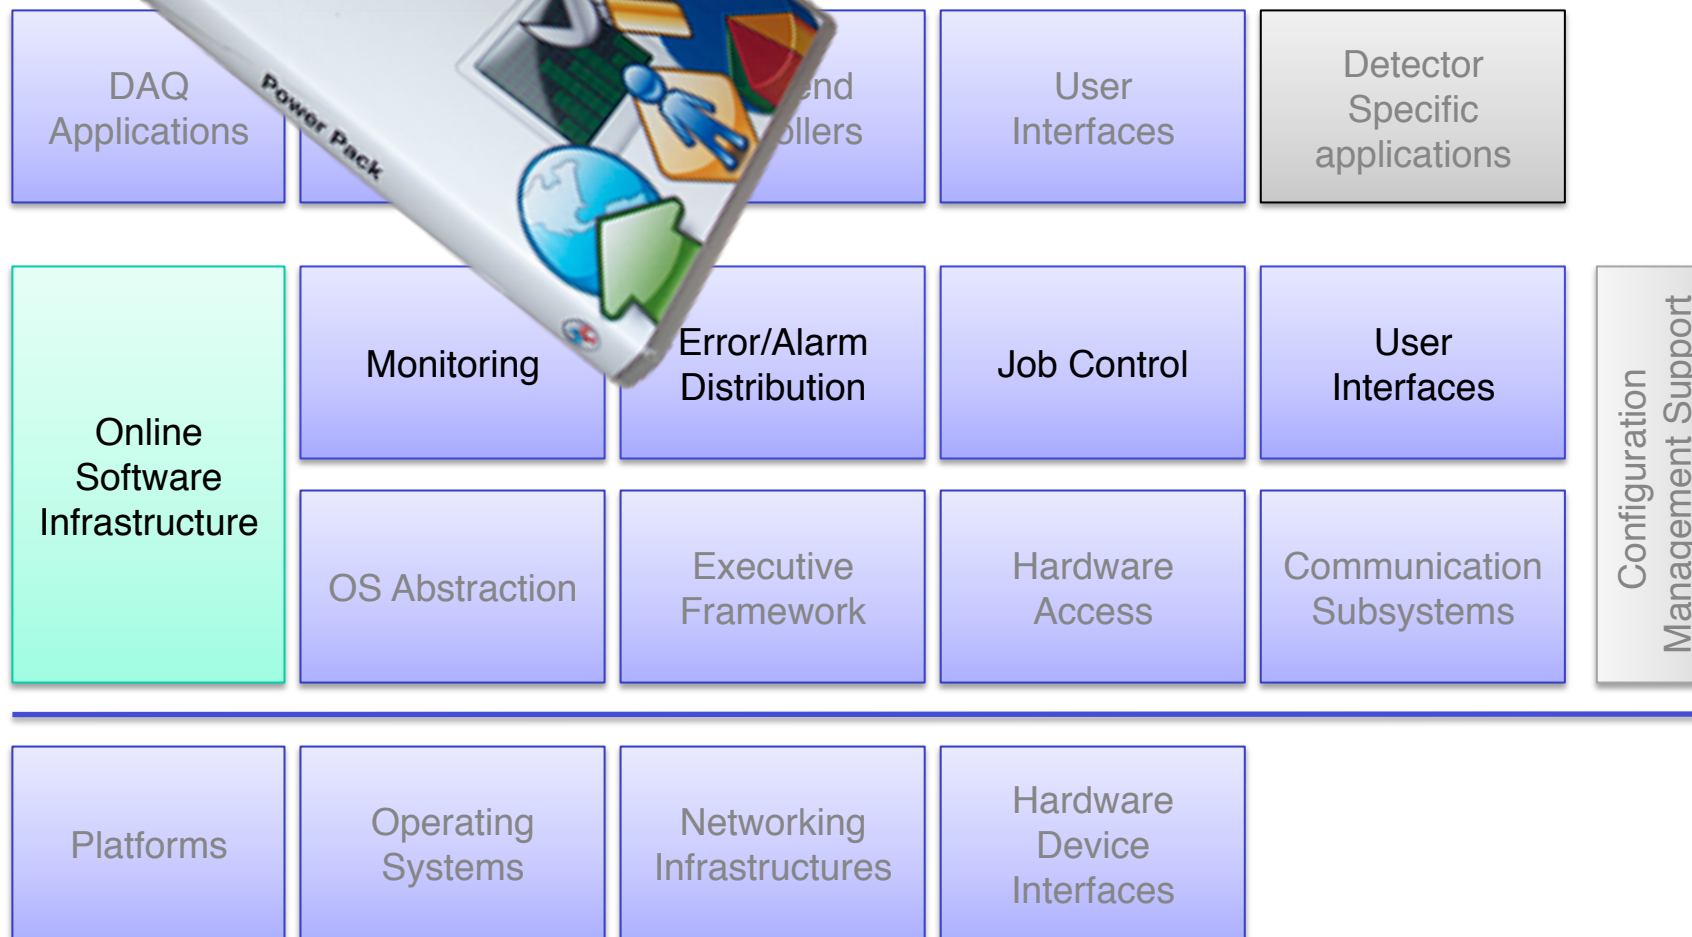 DAQ
Applications
Power Pack
end
ollers
User
Interfaces
Detector
Specific
applications
Online
Software
Infrastructure
Monitoring
Error/Alarm
Distribution
Job Control
User
Interfaces
Configuration
Management Support
OS Abstraction
Executive
Framework
Hardware
Access
Communication
Subsystems
Platforms
Operating
Systems
Networking
Infrastructures
Hardware
Device
Interfaces